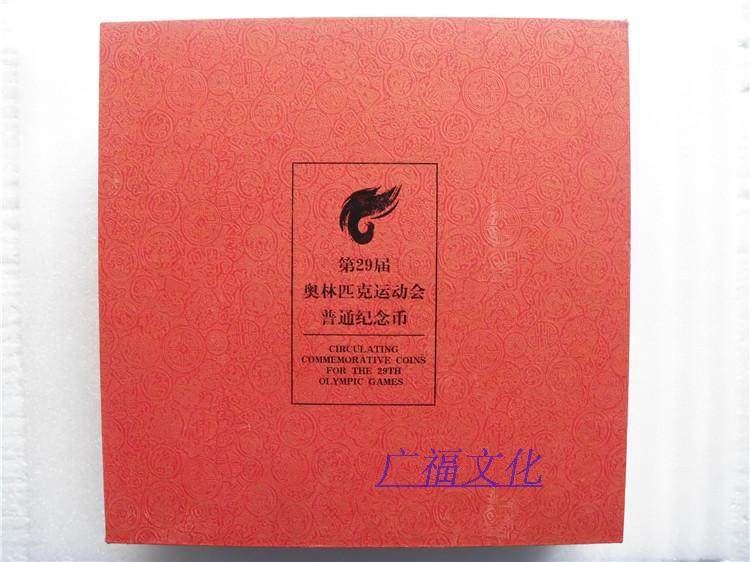 第29届
奥林匹克运动会
普通纪念币
CIRCULATING
COMMEMORATIVE COINS
FOR THE 29TH
OLYMPIC GAMES
广福文化